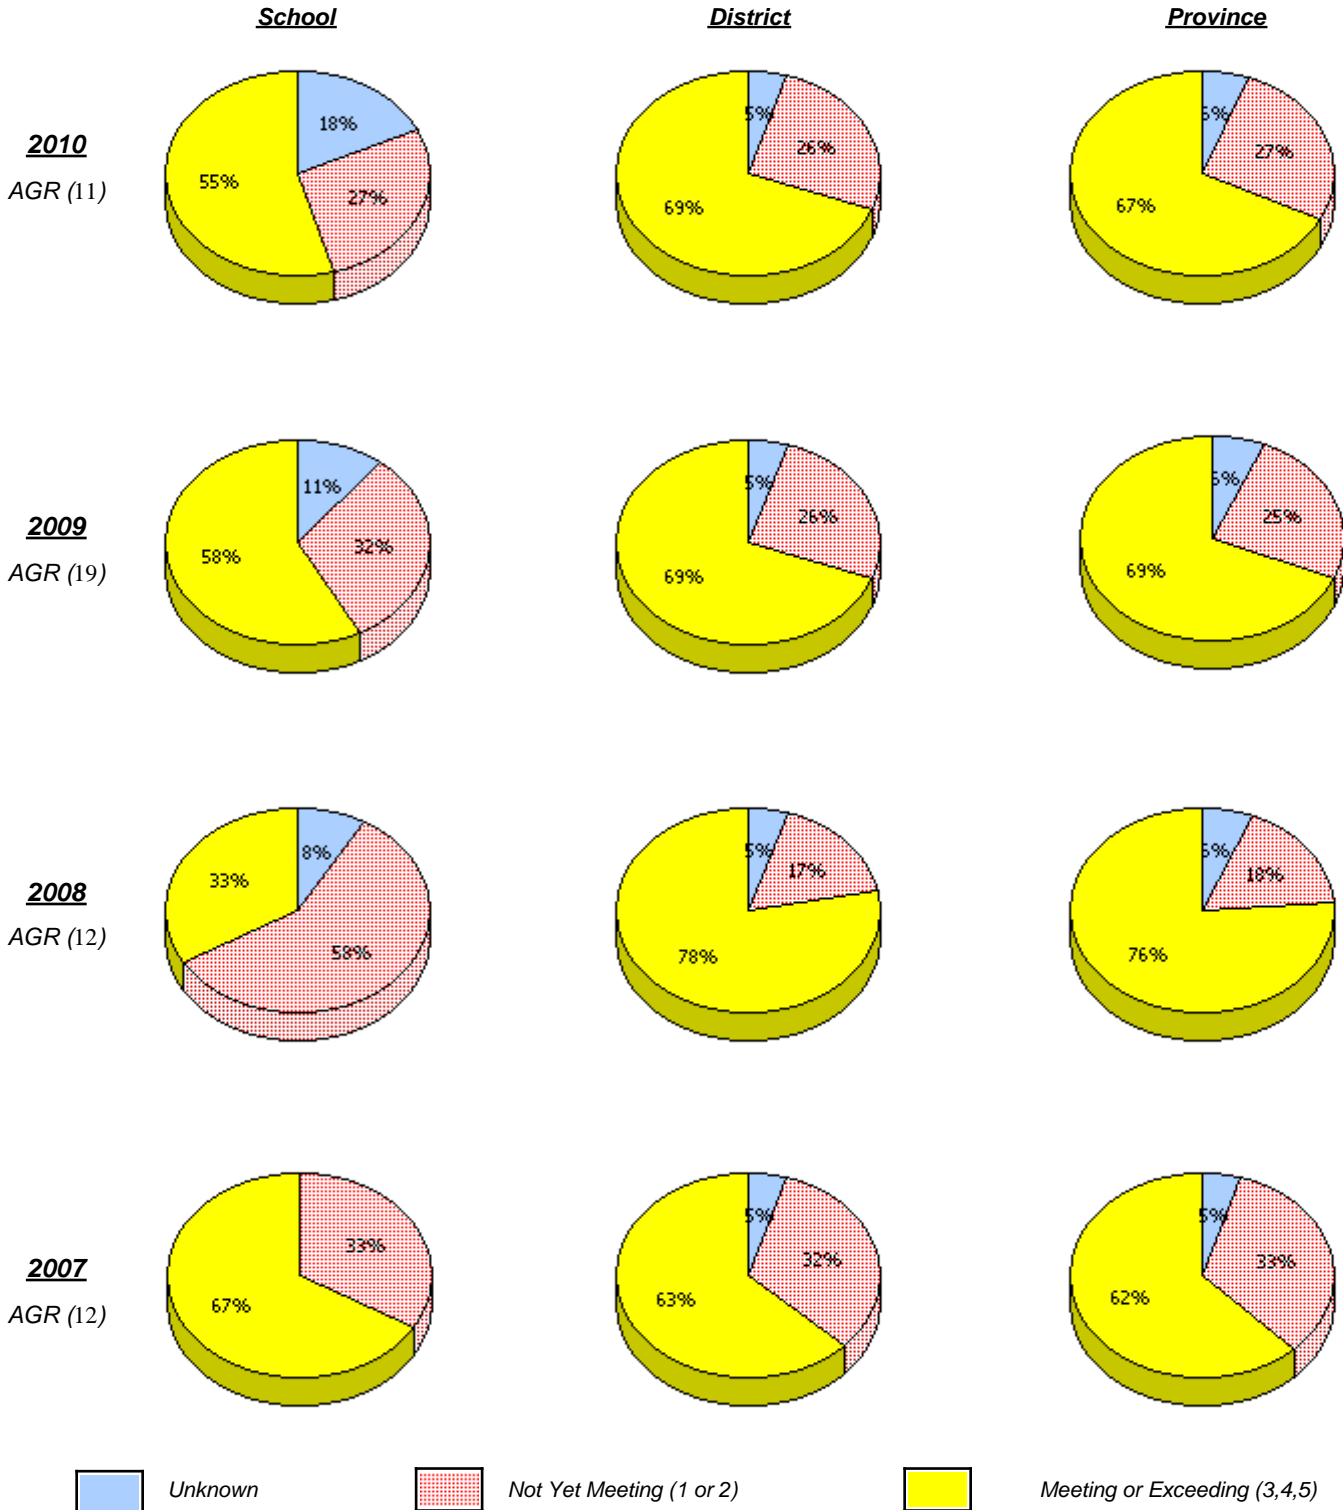 School District Province
18% 5%
2010 26% 27%
AGR (11) 55% 27% 69% 67%
11% 5%
2009 32% 26% 25%
AGR (19) 58% 69% 69%
8% 5%
2008 33% 17% 18%
AGR (12) 58% 78% 76%
5% 5%
33% 32% 33%
2007
AGR (12) 67% 63% 62%
Unknown Not Yet Meeting (1 or 2) Meeting or Exceeding (3,4,5)